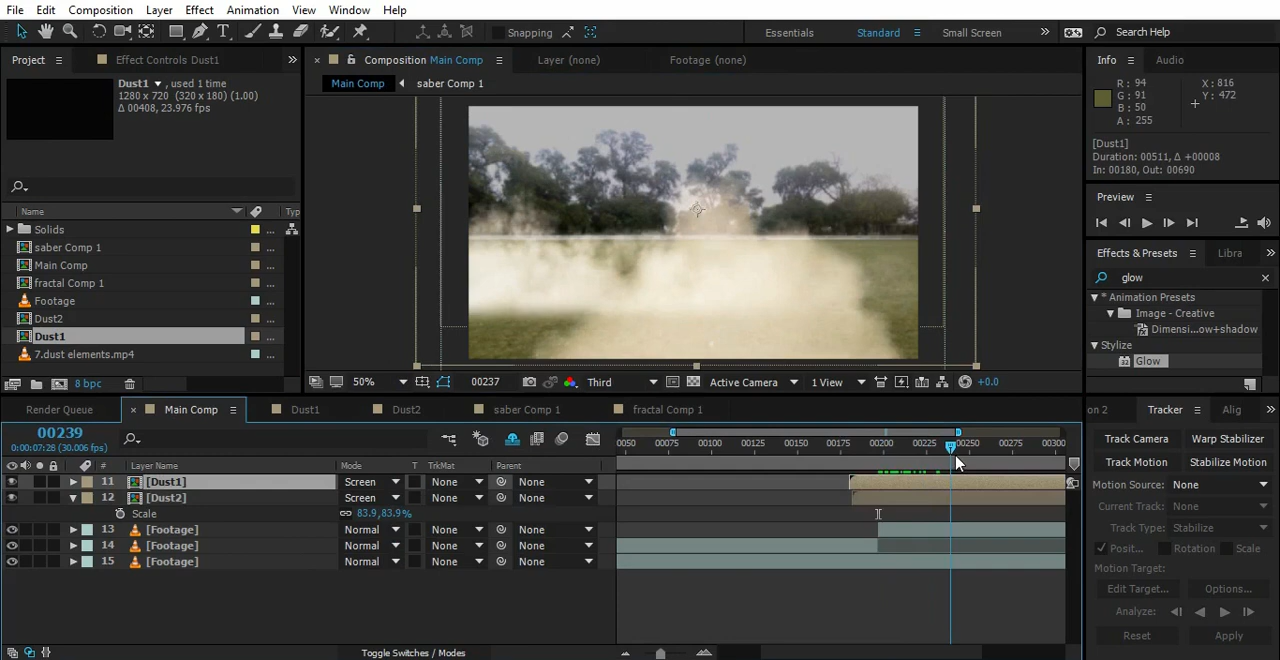 File Edit Composition Layer Effect Animation View Window Help
Snapping Essentials Standard Small Screen Search Help
Project Effect Controls Dust1 Composition Main Comp Layer (none) Footage (none) Info Audio
Dust1 , used 1 time
1280 x 720 (320 x 180) (1.00)
Δ 00408, 23.976 fps
Main Comp saber Comp 1
R : 94 X : 816
G : 91 Y : 472
B : 50
A : 255
[Dust1]
Duration: 00511, Δ +00008
In: 00180, Out: 00690
Preview
Name Typ
Solids ...
saber Comp 1 ...
Main Comp ...
fractal Comp 1 ...
Footage ...
Dust2 ...
Dust1 ...
7.dust elements.mp4 ...
Effects & Presets Libra
glow
* Animation Presets
Image - Creative
Dimensi...ow+shadow
Stylize
32 Glow
8 bpc
50% 00237 Third Active Camera 1 View +0.0
Render Queue Main Comp Dust1 Dust2 saber Comp 1 fractal Comp 1 on 2 Tracker Alig
00239
0:00:07:28 (30.006 fps)
0050 00075 00100 00125 00150 00175 00200 00225 00250 00275 00300
# Layer Name Mode T TrkMat Parent
11 [Dust1] Screen None None
12 [Dust2] Screen None None
Scale 83.9,83.9%
13 [Footage] Normal None None
14 [Footage] Normal None None
15 [Footage] Normal None None
Toggle Switches / Modes
Track Camera Warp Stabilizer
Track Motion Stabilize Motion
Motion Source: None
Current Track: None
Track Type: Stabilize
Posit... Rotation Scale
Motion Target:
Edit Target... Options...
Analyze:
Reset Apply